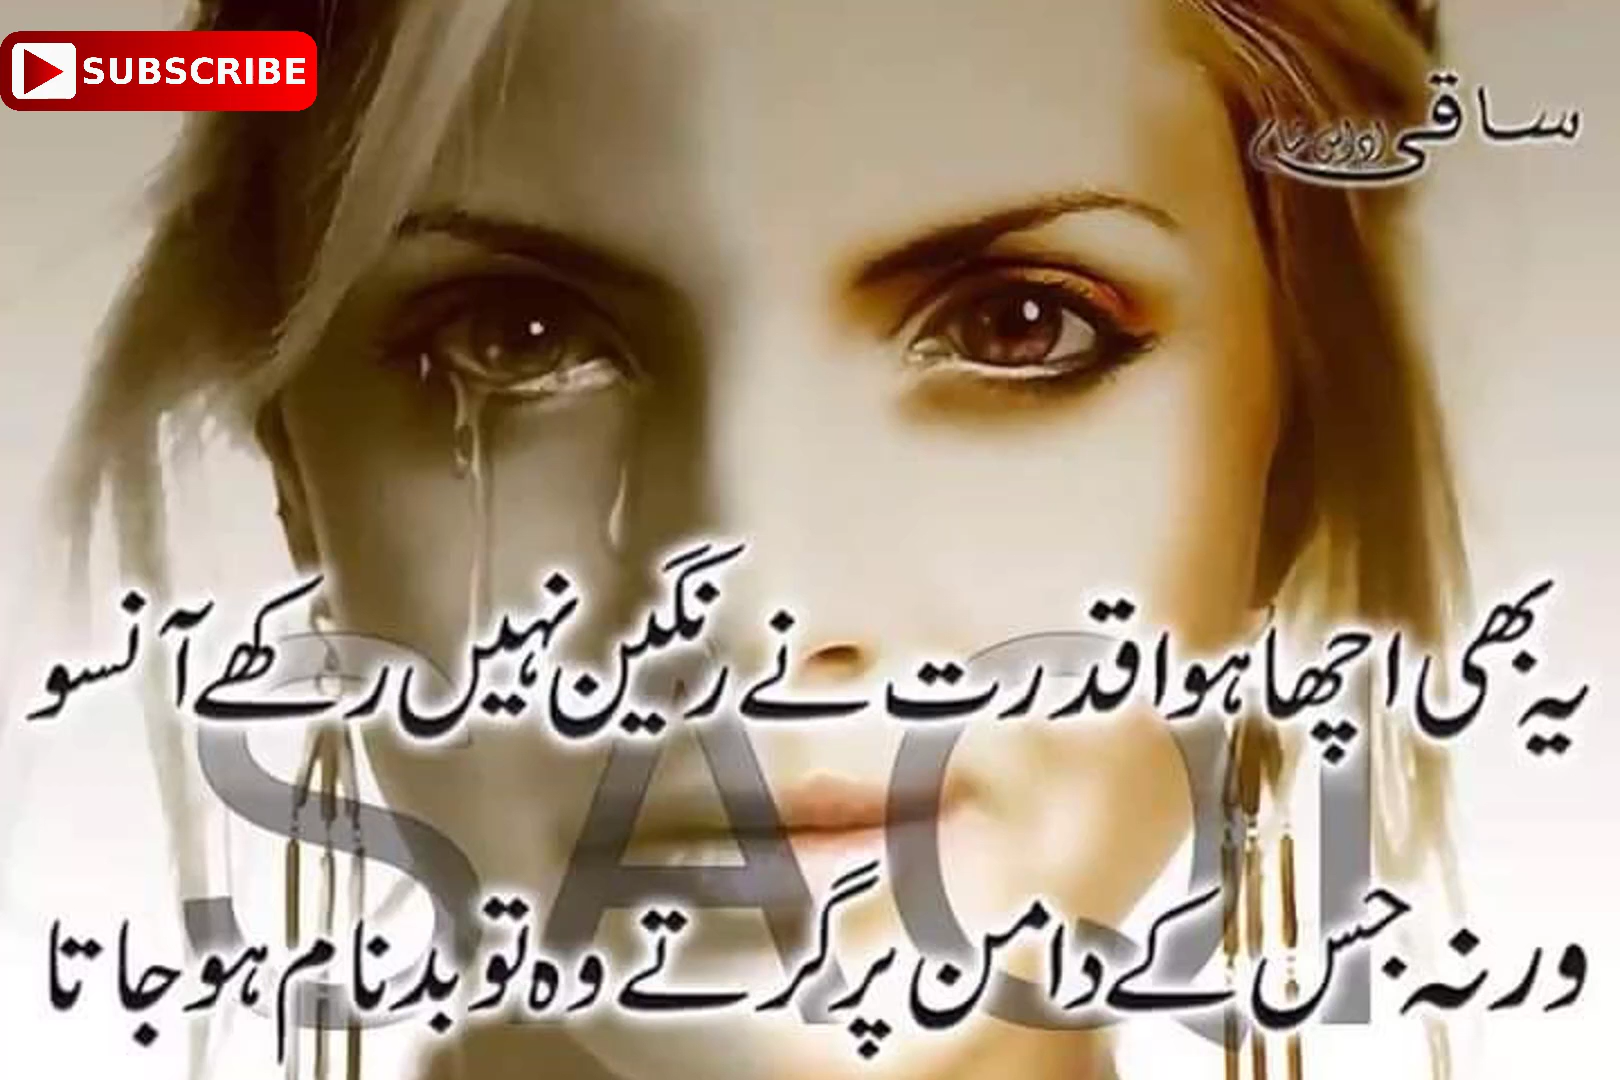 SUBSCRIBE
ساقی
یہ بھی اچھا ہوا قدرت نے رنگین نہیں رکھے آنسو
ورنہ جس کے دامن پر گرتے وہ تو بدنام ہو جاتا
SAQI